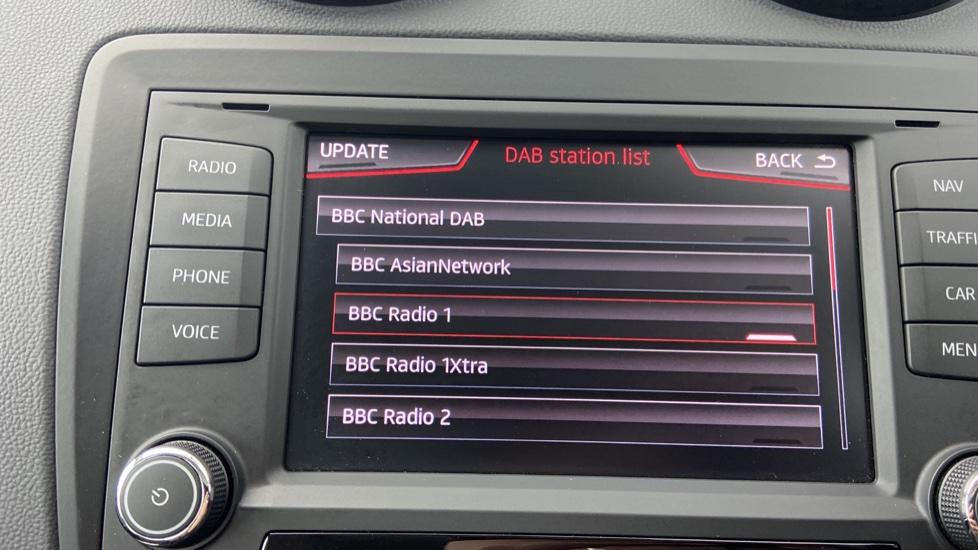 UPDATE
DAB station list
BACK
RADIO
MEDIA
PHONE
VOICE
BBC National DAB
BBC AsianNetwork
BBC Radio 1
BBC Radio 1Xtra
BBC Radio 2
NAV
TRAFFI
CAR
MEN